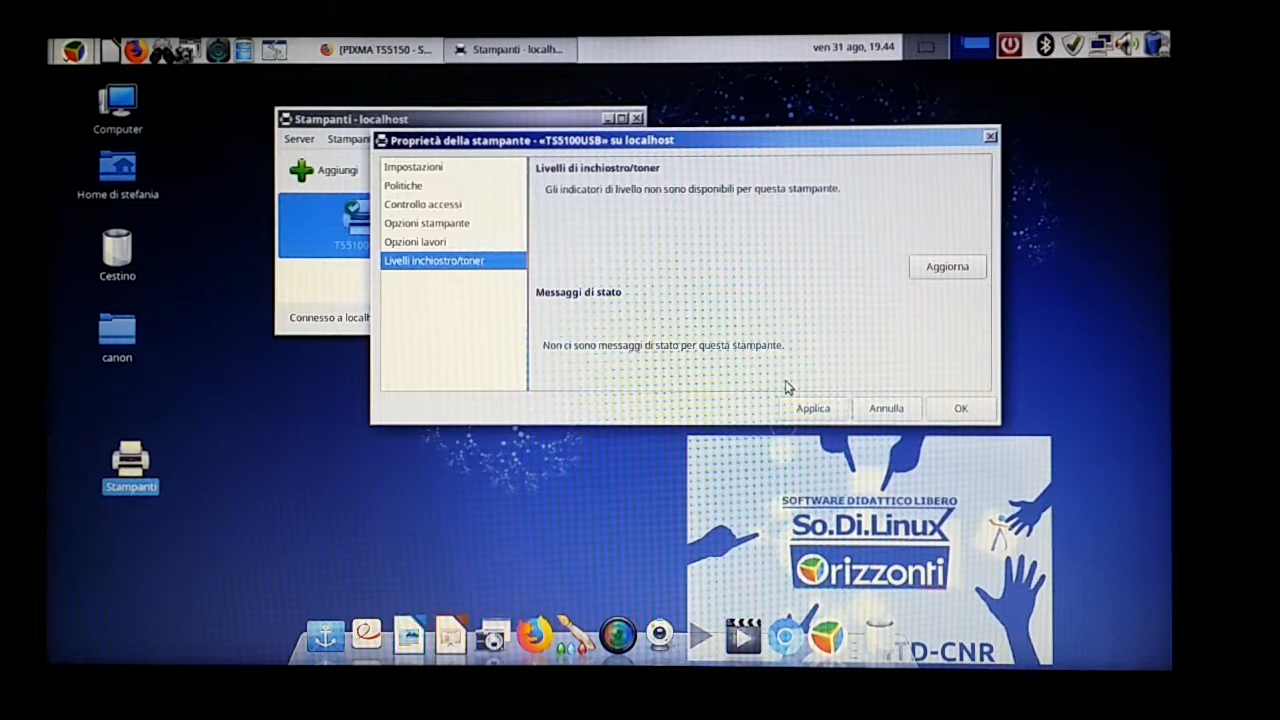 [PIXMA TS5150 - S...
Stampanti - localh...
ven 31 ago, 19.44
Computer
Home di stefania
Cestino
canon
Stampanti
Stampanti - localhost
Server Stampan
Aggiungi
TS5100
Connesso a localh
Proprietà della stampante - «TS5100USB» su localhost
Impostazioni
Politiche
Controllo accessi
Opzioni stampante
Opzioni lavori
Livelli inchiostro/toner
Livelli di inchiostro/toner
Gli indicatori di livello non sono disponibili per questa stampante.
Aggiorna
Messaggi di stato
Non ci sono messaggi di stato per questa stampante.
Applica Annulla OK
SOFTWARE DIDATTICO LIBERO
So.Di.Linux
Orizzonti
TD-CNR